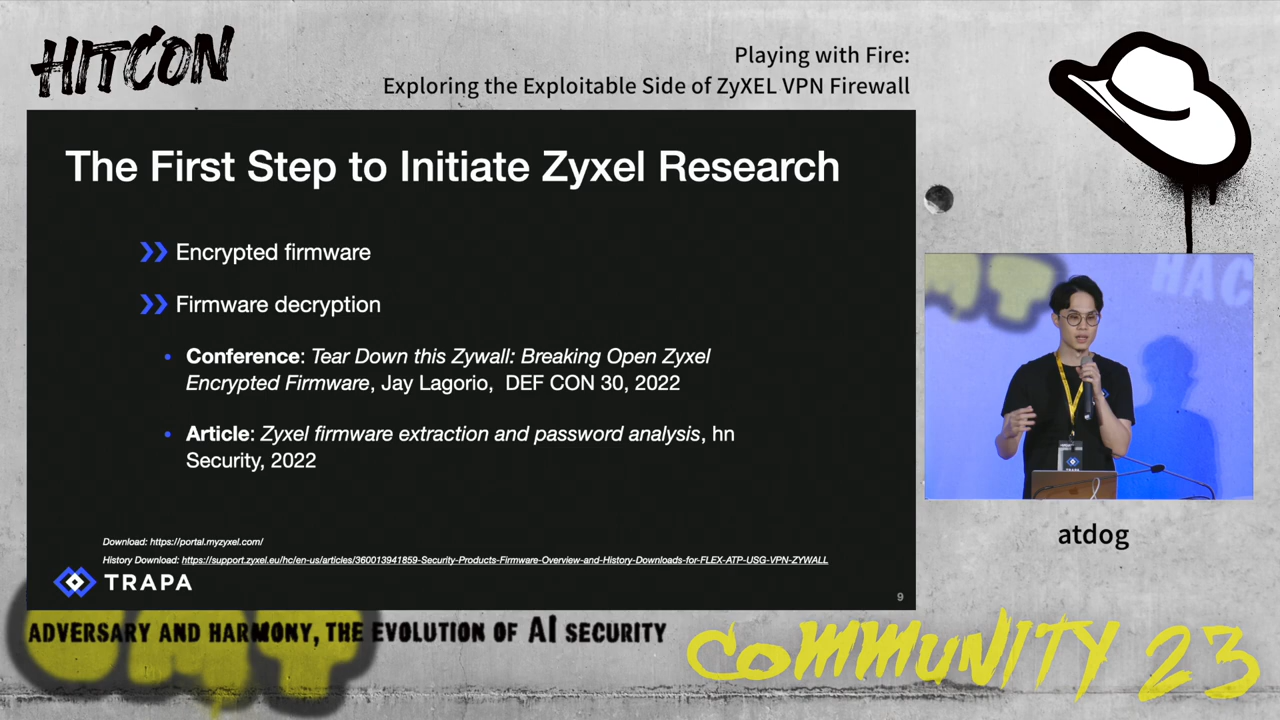 HITCON
Playing with Fire:
Exploring the Exploitable Side of ZyXEL VPN Firewall
The First Step to Initiate Zyxel Research
Encrypted firmware
Firmware decryption
• Conference: Tear Down this Zywall: Breaking Open Zyxel
Encrypted Firmware, Jay Lagorio, DEF CON 30, 2022
• Article: Zyxel firmware extraction and password analysis, hn
Security, 2022
Download: https://portal.myzyxel.com/
History Download: https://support.zyxel.eu/hc/en-us/articles/360013941859-Security-Products-Firmware-Overview-and-History-Downloads-for-FLEX-ATP-USG-VPN-ZYWALL
TRAPA
9
HAC
TRAPA
atdog
ADVERSARY AND HARMONY, THE EVOLUTION OF AI SECURITY
COMMUNITY 23